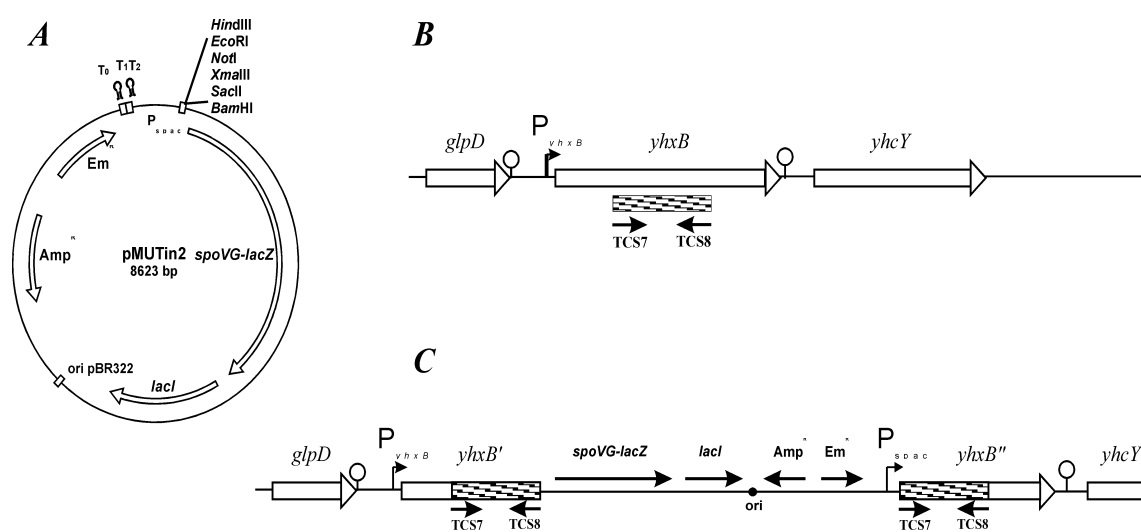 A
HindIII
EcoRI
NotI
XmaIII
SacII
BamHI
T₀ T₁T₂
P spac
Em R
Amp R
pMUTin2
8623 bp
spoVG-lacZ
ori pBR322
lacI
B
glpD
P yhxB
yhxB
yhcY
TCS7 TCS8
C
glpD
P yhxB
yhxB'
spoVG-lacZ
lacI
Amp R
Em R
P spac
yhxB"
yhcY
TCS7 TCS8
ori
TCS7 TCS8